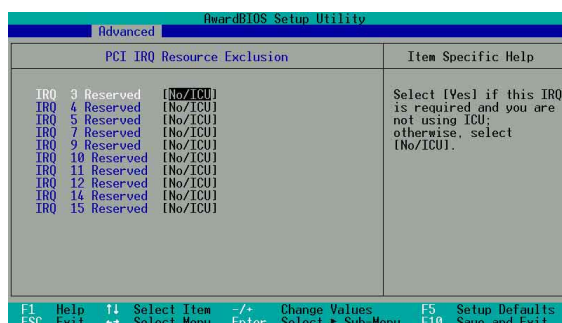 AwardBIOS Setup Utility
Advanced
PCI IRQ Resource Exclusion
Item Specific Help
IRQ 3 Reserved [No/ICU]
IRQ 4 Reserved [No/ICU]
IRQ 5 Reserved [No/ICU]
IRQ 7 Reserved [No/ICU]
IRQ 9 Reserved [No/ICU]
IRQ 10 Reserved [No/ICU]
IRQ 11 Reserved [No/ICU]
IRQ 12 Reserved [No/ICU]
IRQ 14 Reserved [No/ICU]
IRQ 15 Reserved [No/ICU]
Select [Yes] if this IRQ
is required and you are
not using ICU;
otherwise, select
[No/ICU].
F1 Help ↑↓ Select Item -/+ Change Values F5 Setup Defaults
ESC Exit ↔ Select Menu Enter Select ► Sub-Menu F10 Save and Exit